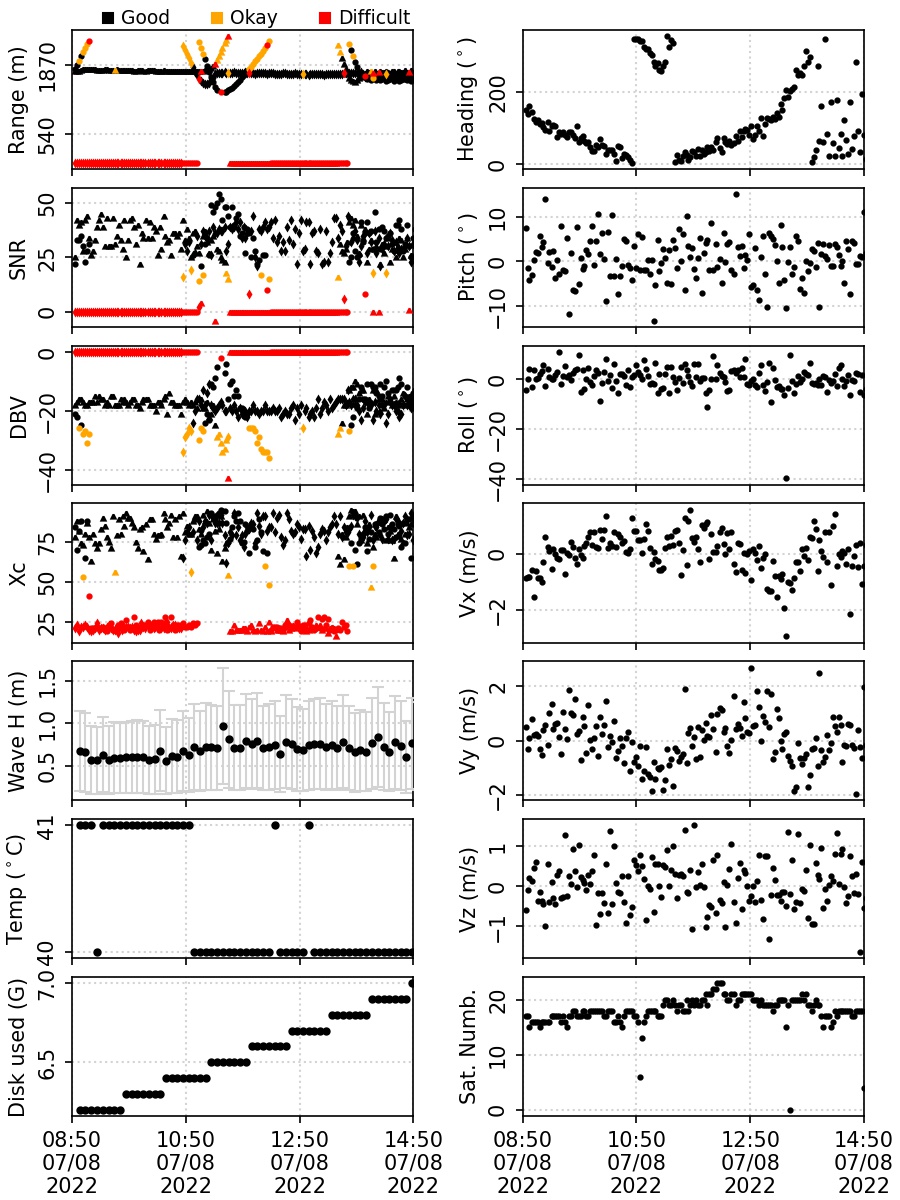 Good Okay Difficult
Range (m)
1870
540
Heading (°)
200
0
SNR
50
25
0
Pitch (°)
10
0
−10
DBV
0
−20
−40
Roll (°)
0
−20
−40
Xc
75
50
25
Vx (m/s)
0
−2
Wave H (m)
1.5
1.0
0.5
Vy (m/s)
2
0
−2
Temp (°C)
41
40
Vz (m/s)
1
0
−1
Disk used (G)
7.0
6.5
Sat. Numb.
20
10
0
08:50 10:50 12:50 14:50
07/08 07/08 07/08 07/08
2022 2022 2022 2022
08:50 10:50 12:50 14:50
07/08 07/08 07/08 07/08
2022 2022 2022 2022